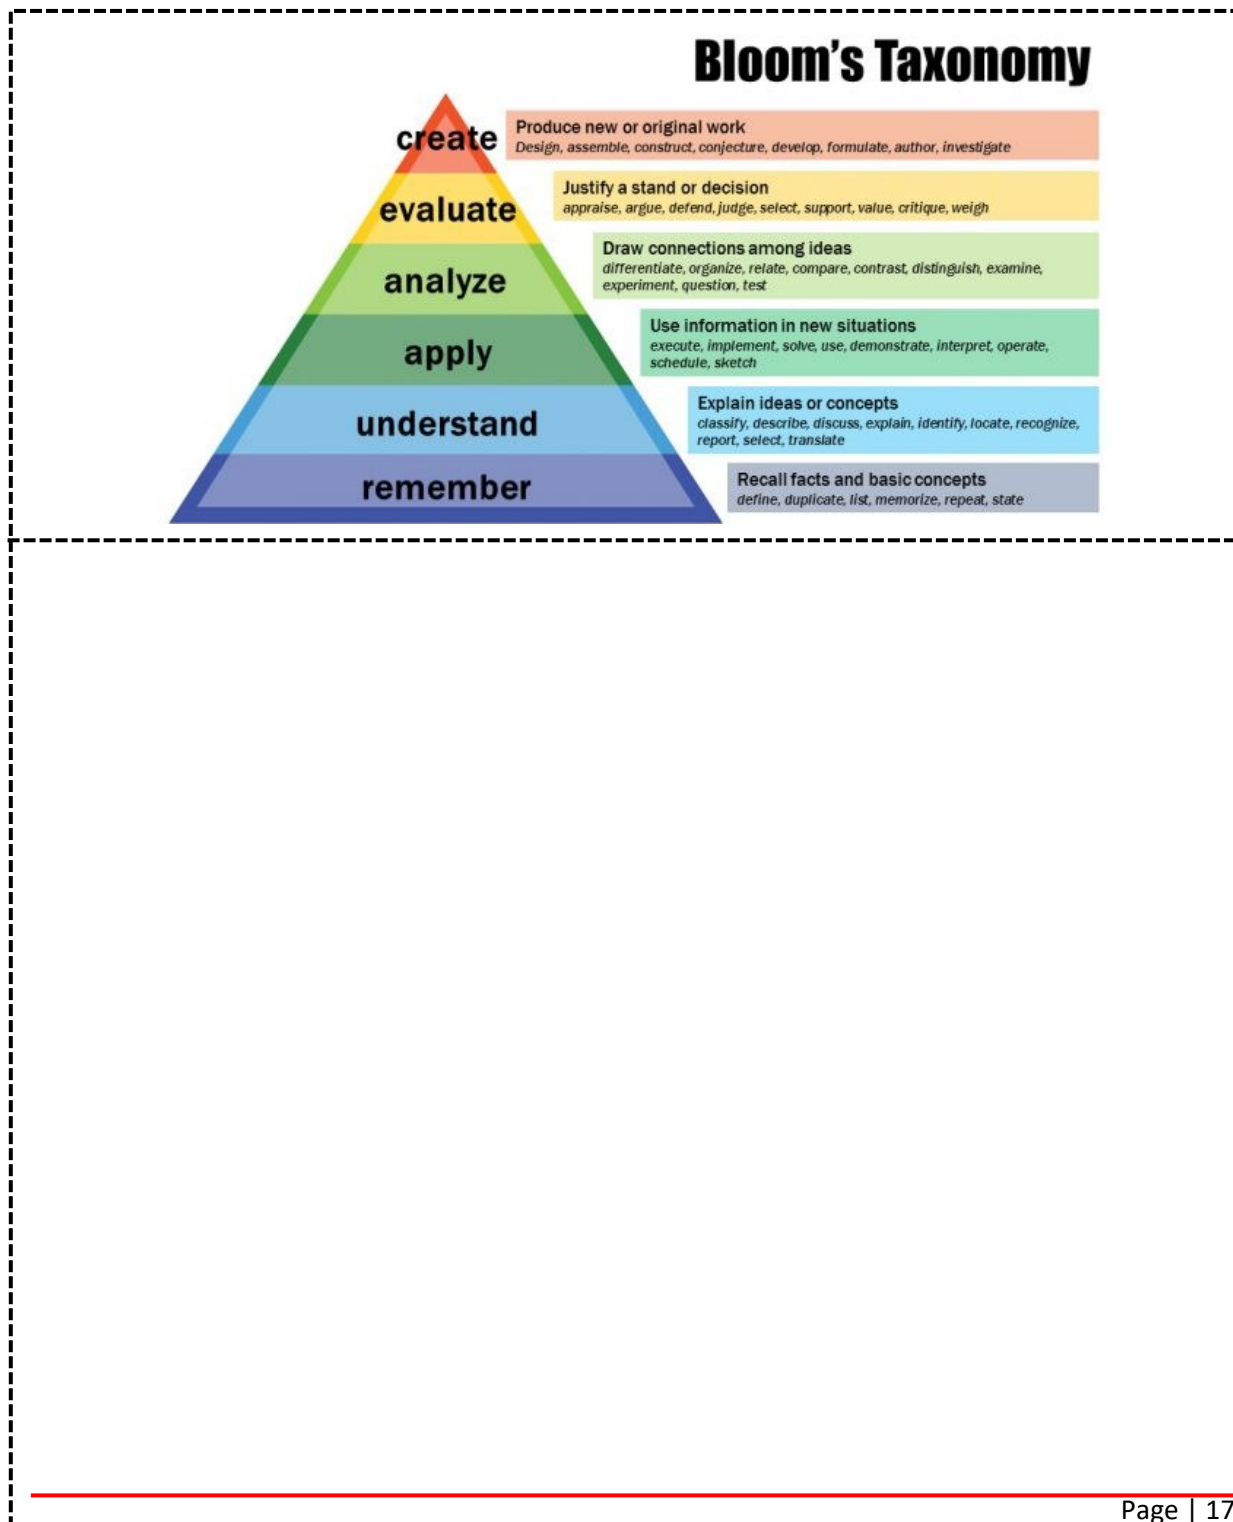 Bloom's Taxonomy
create
Produce new or original work
Design, assemble, construct, conjecture, develop, formulate, author, investigate
evaluate
Justify a stand or decision
appraise, argue, defend, judge, select, support, value, critique, weigh
analyze
Draw connections among ideas
differentiate, organize, relate, compare, contrast, distinguish, examine,
experiment, question, test
apply
Use information in new situations
execute, implement, solve, use, demonstrate, interpret, operate,
schedule, sketch
understand
Explain ideas or concepts
classify, describe, discuss, explain, identify, locate, recognize,
report, select, translate
remember
Recall facts and basic concepts
define, duplicate, list, memorize, repeat, state
Page | 17